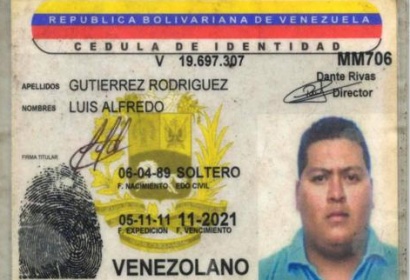 REPUBLICA BOLIVARIANA DE VENEZUELA
CEDULA DE IDENTIDAD
V 19.697.307 MM706
Dante Rivas
Director
APELLIDOS GUTIERREZ RODRIGUEZ
NOMBRES LUIS ALFREDO
FIRMA TITULAR
06-04-89 SOLTERO
F. NACIMIENTO EDO CIVIL
05-11-11 11-2021
F. EXPEDICION F. VENCIMIENTO
VENEZOLANO